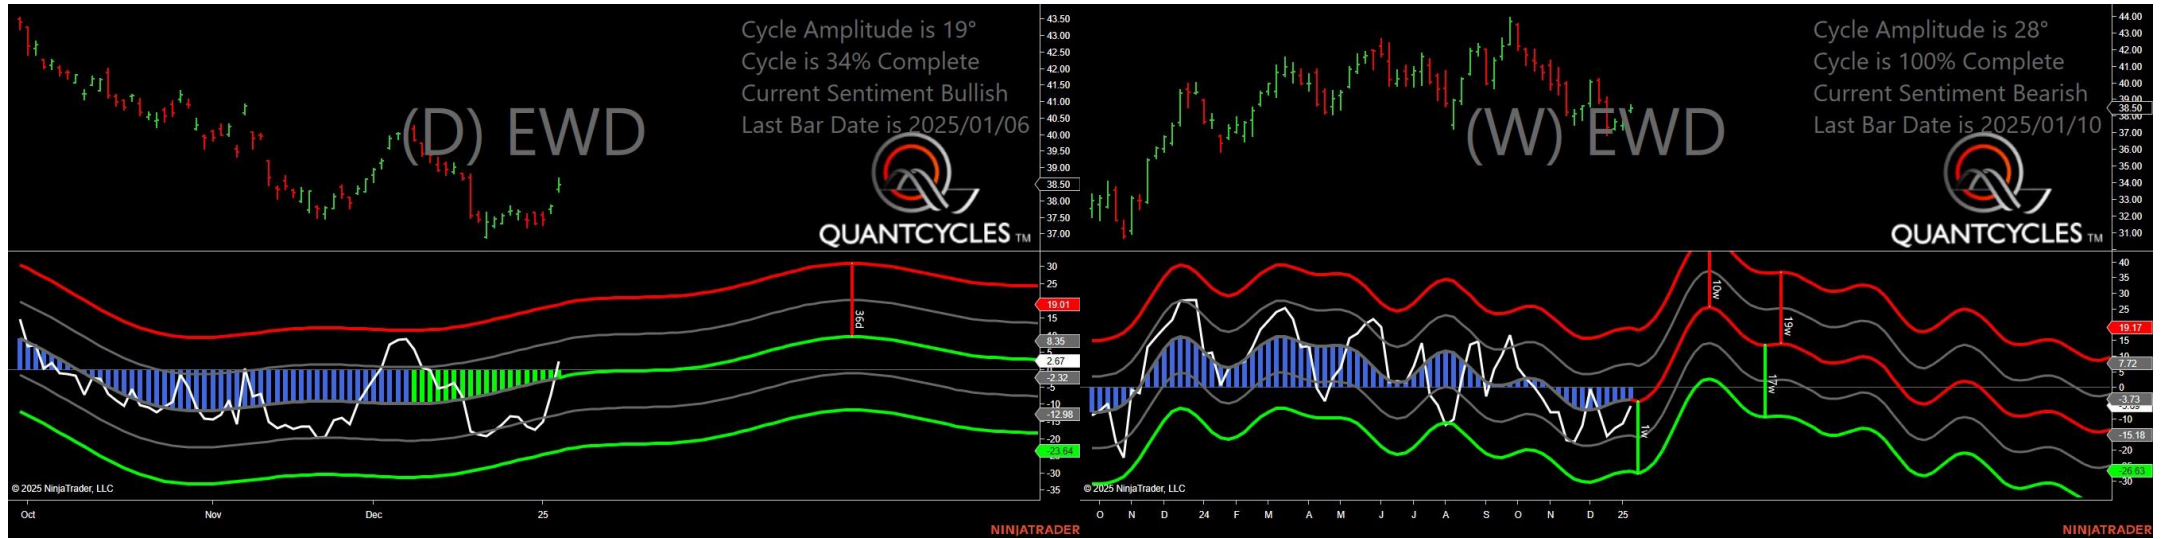 Cycle Amplitude is 19°
Cycle is 34% Complete
Current Sentiment Bullish
Last Bar Date is 2025/01/06
(D) EWD
QUANTCYCLES TM
43.50
43.00
42.50
42.00
41.50
41.00
40.50
40.00
39.50
39.00
38.50
38.00
37.50
37.00
30
25
19.01
15
8.35
2.67
-2.32
-5
-10
-12.98
-15
-20
-23.64
-30
-35
36d
© 2025 NinjaTrader, LLC
Oct Nov Dec 25
NINJATRADER
Cycle Amplitude is 28°
Cycle is 100% Complete
Current Sentiment Bearish
Last Bar Date is 2025/01/10
(W) EWD
QUANTCYCLES TM
44.00
43.00
42.00
41.00
40.00
39.00
38.50
38.00
37.00
36.00
35.00
34.00
33.00
32.00
31.00
40
35
30
25
19.17
15
7.72
5
0
-3.73
-10
-15.18
-20
-26.63
-30
10w
19w
17w
1w
© 2025 NinjaTrader, LLC
O N D 24 F M A M J J A S O N D 25
NINJATRADER